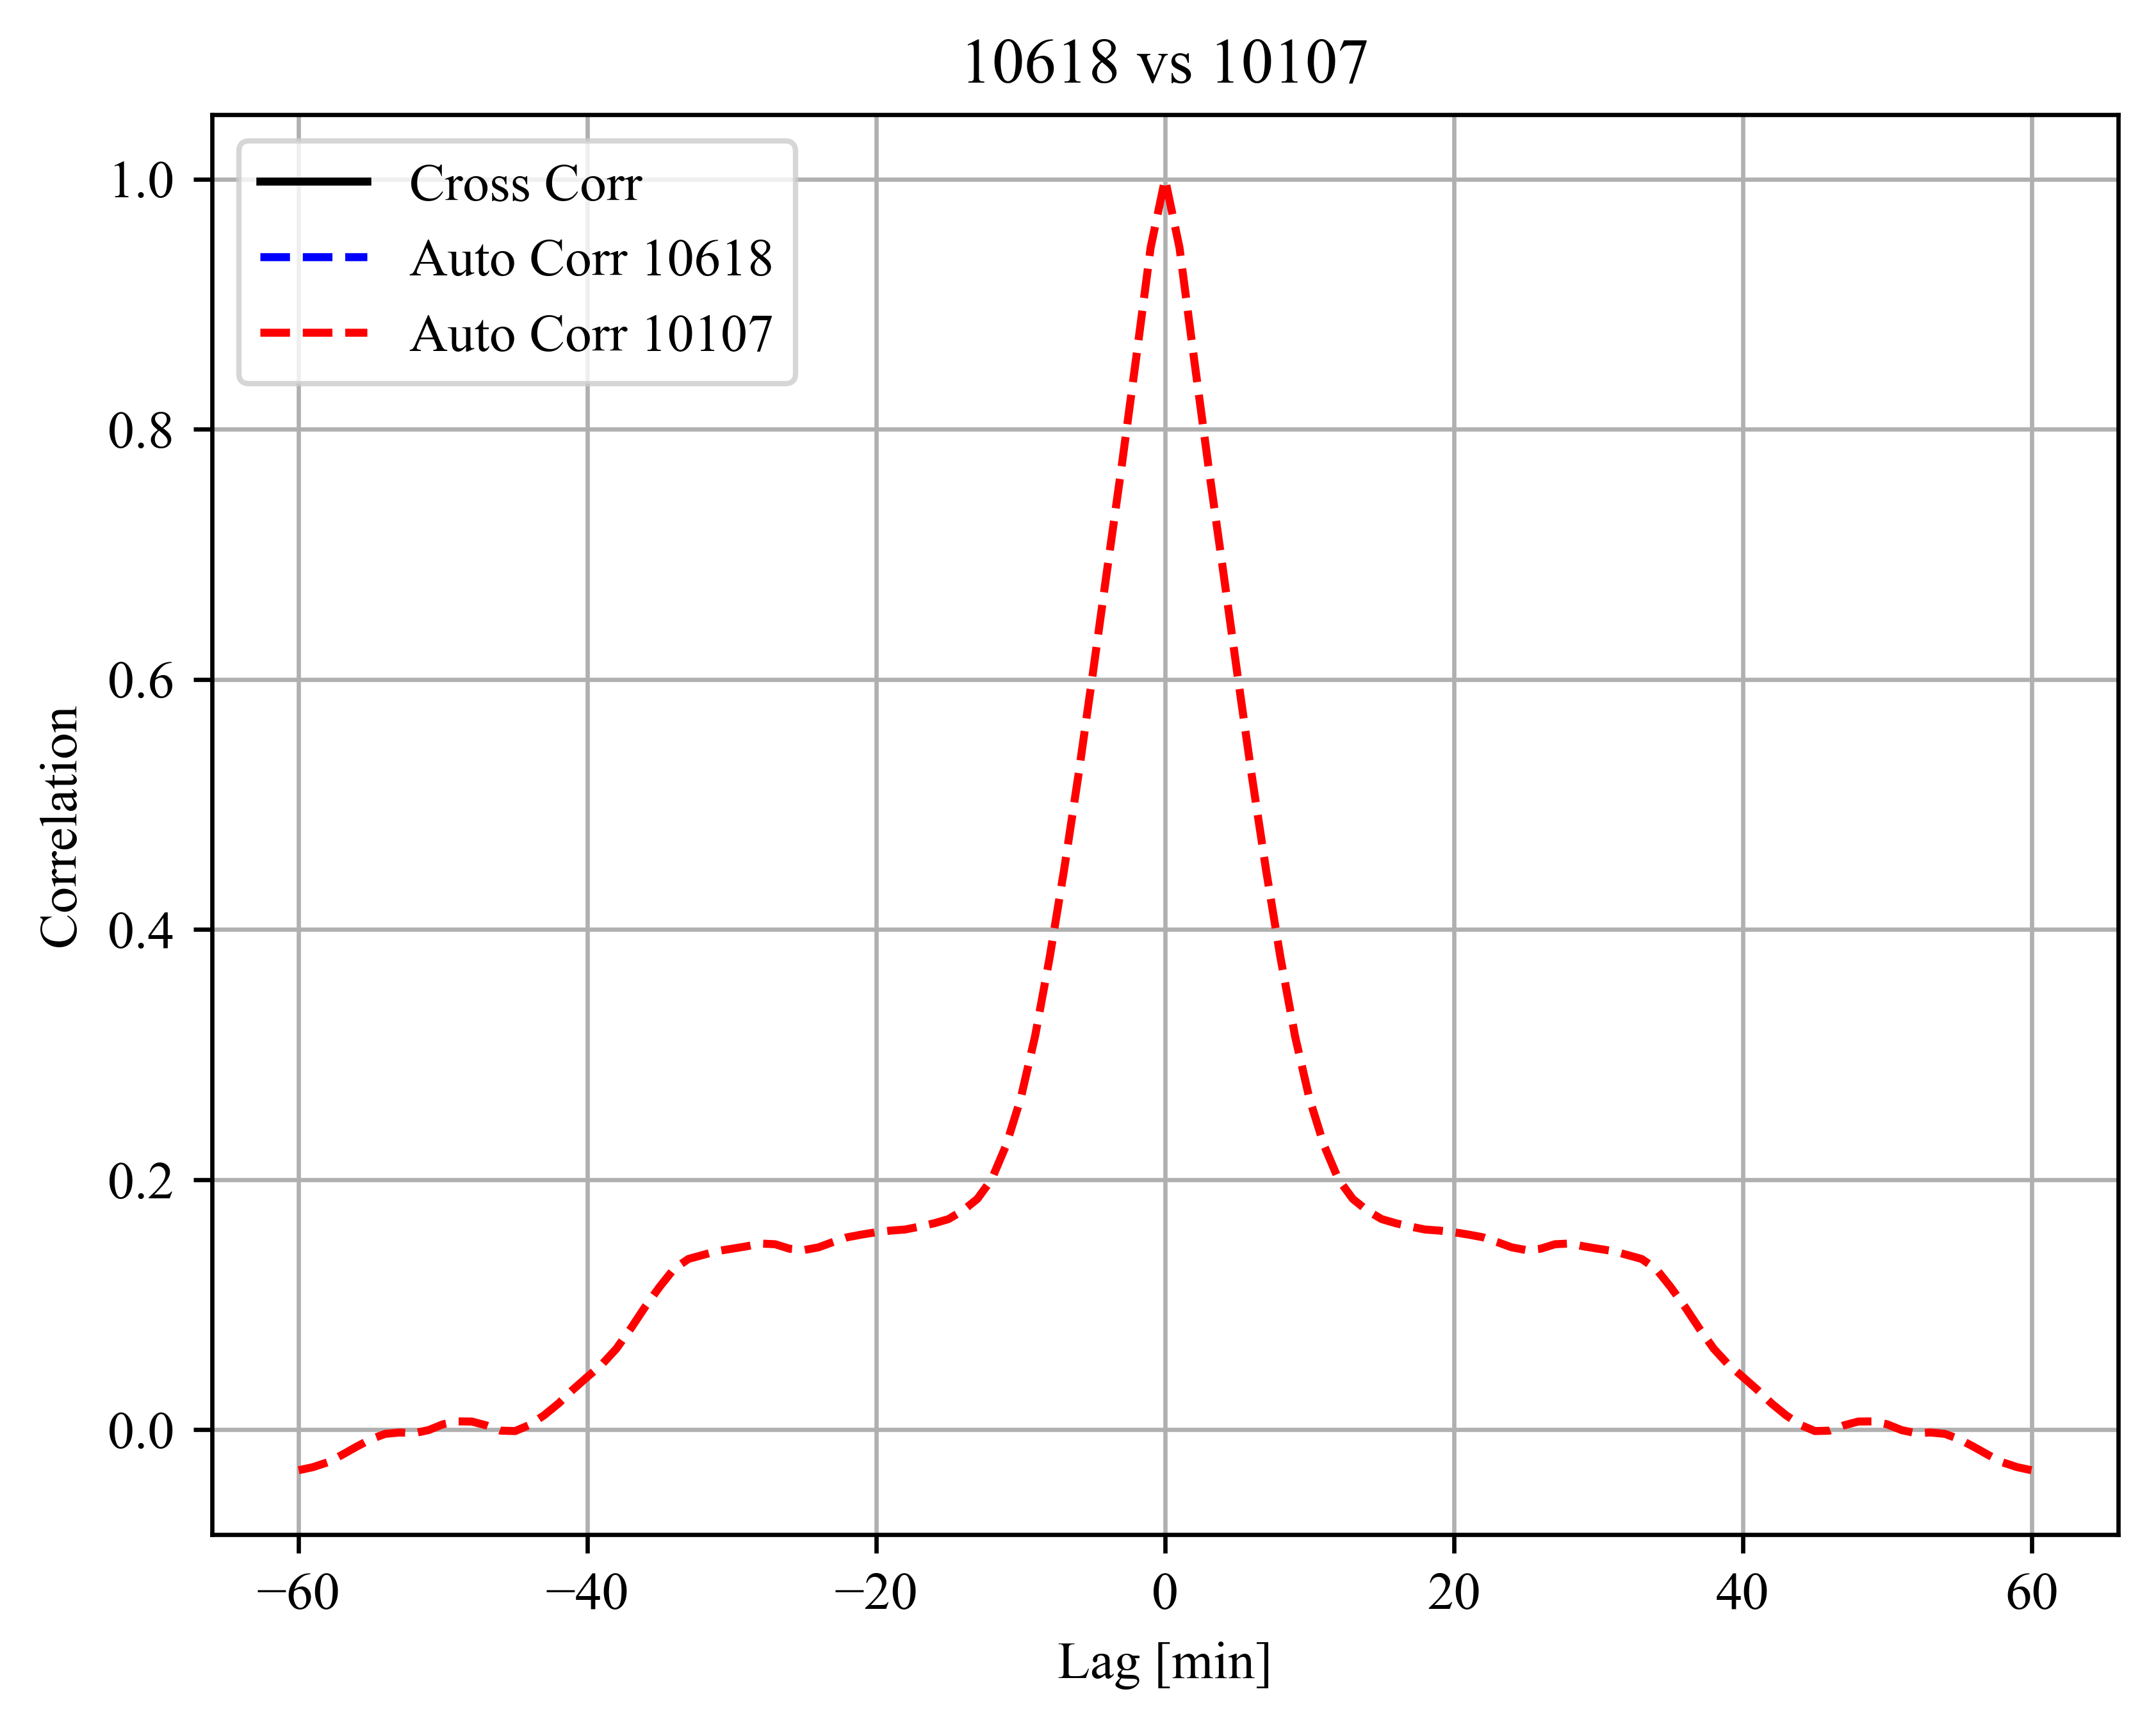 10618 vs 10107
Cross Corr
Auto Corr 10618
Auto Corr 10107
1.0
0.8
0.6
0.4
0.2
0.0
Correlation
−60 −40 −20 0 20 40 60
Lag [min]